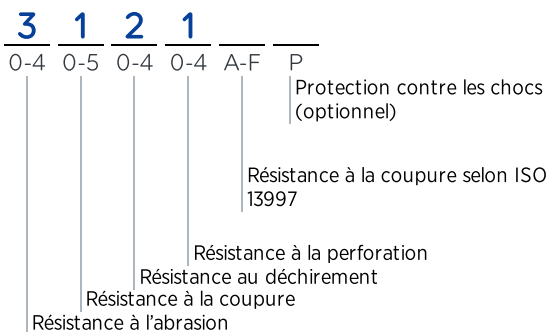 3 1 2 1
0-4 0-5 0-4 0-4 A-F P
Protection contre les chocs
(optionnel)
Résistance à la coupure selon ISO
13997
Résistance à la perforation
Résistance au déchirement
Résistance à la coupure
Résistance à l'abrasion